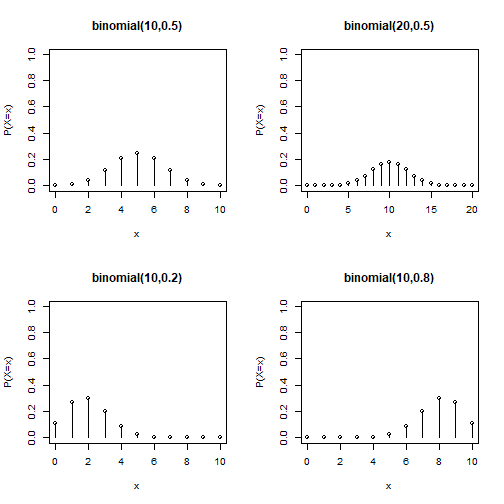 binomial(10,0.5)
P(X=x)
0.0 0.2 0.4 0.6 0.8 1.0
0 2 4 6 8 10
x
binomial(20,0.5)
P(X=x)
0.0 0.2 0.4 0.6 0.8 1.0
0 5 10 15 20
x
binomial(10,0.2)
P(X=x)
0.0 0.2 0.4 0.6 0.8 1.0
0 2 4 6 8 10
x
binomial(10,0.8)
P(X=x)
0.0 0.2 0.4 0.6 0.8 1.0
0 2 4 6 8 10
x